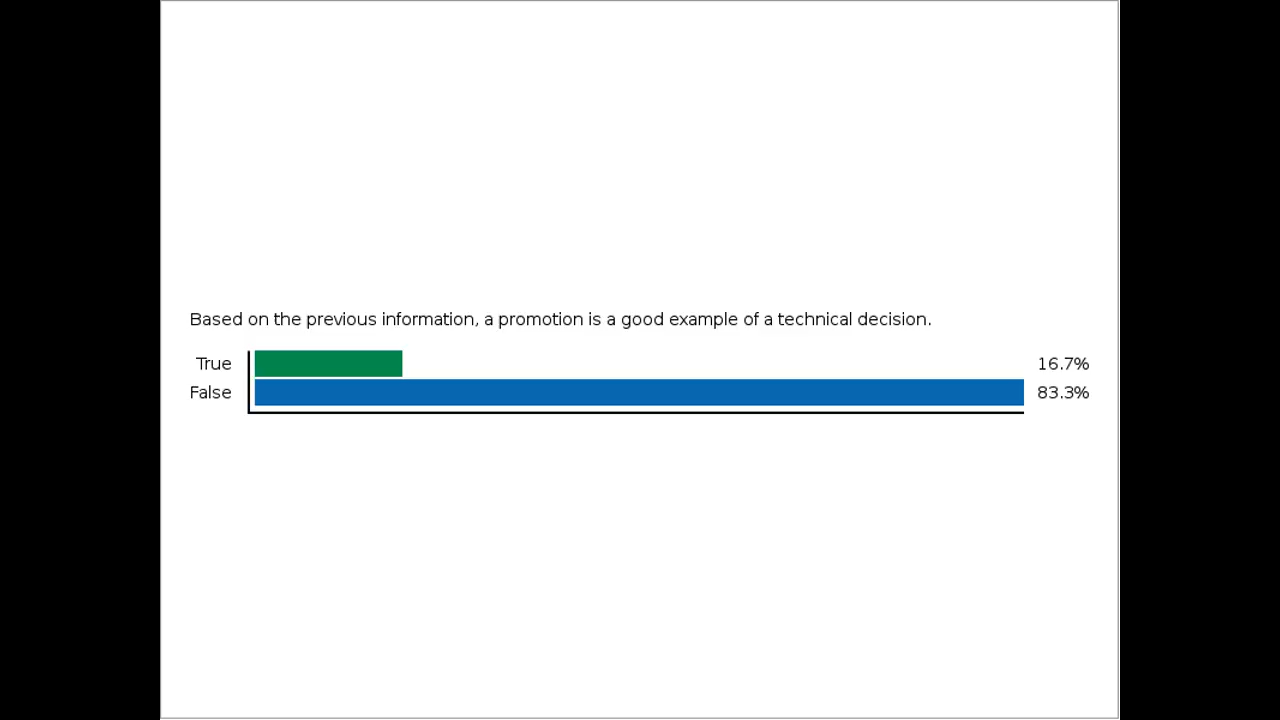 Based on the previous information, a promotion is a good example of a technical decision.
True 16.7%
False 83.3%